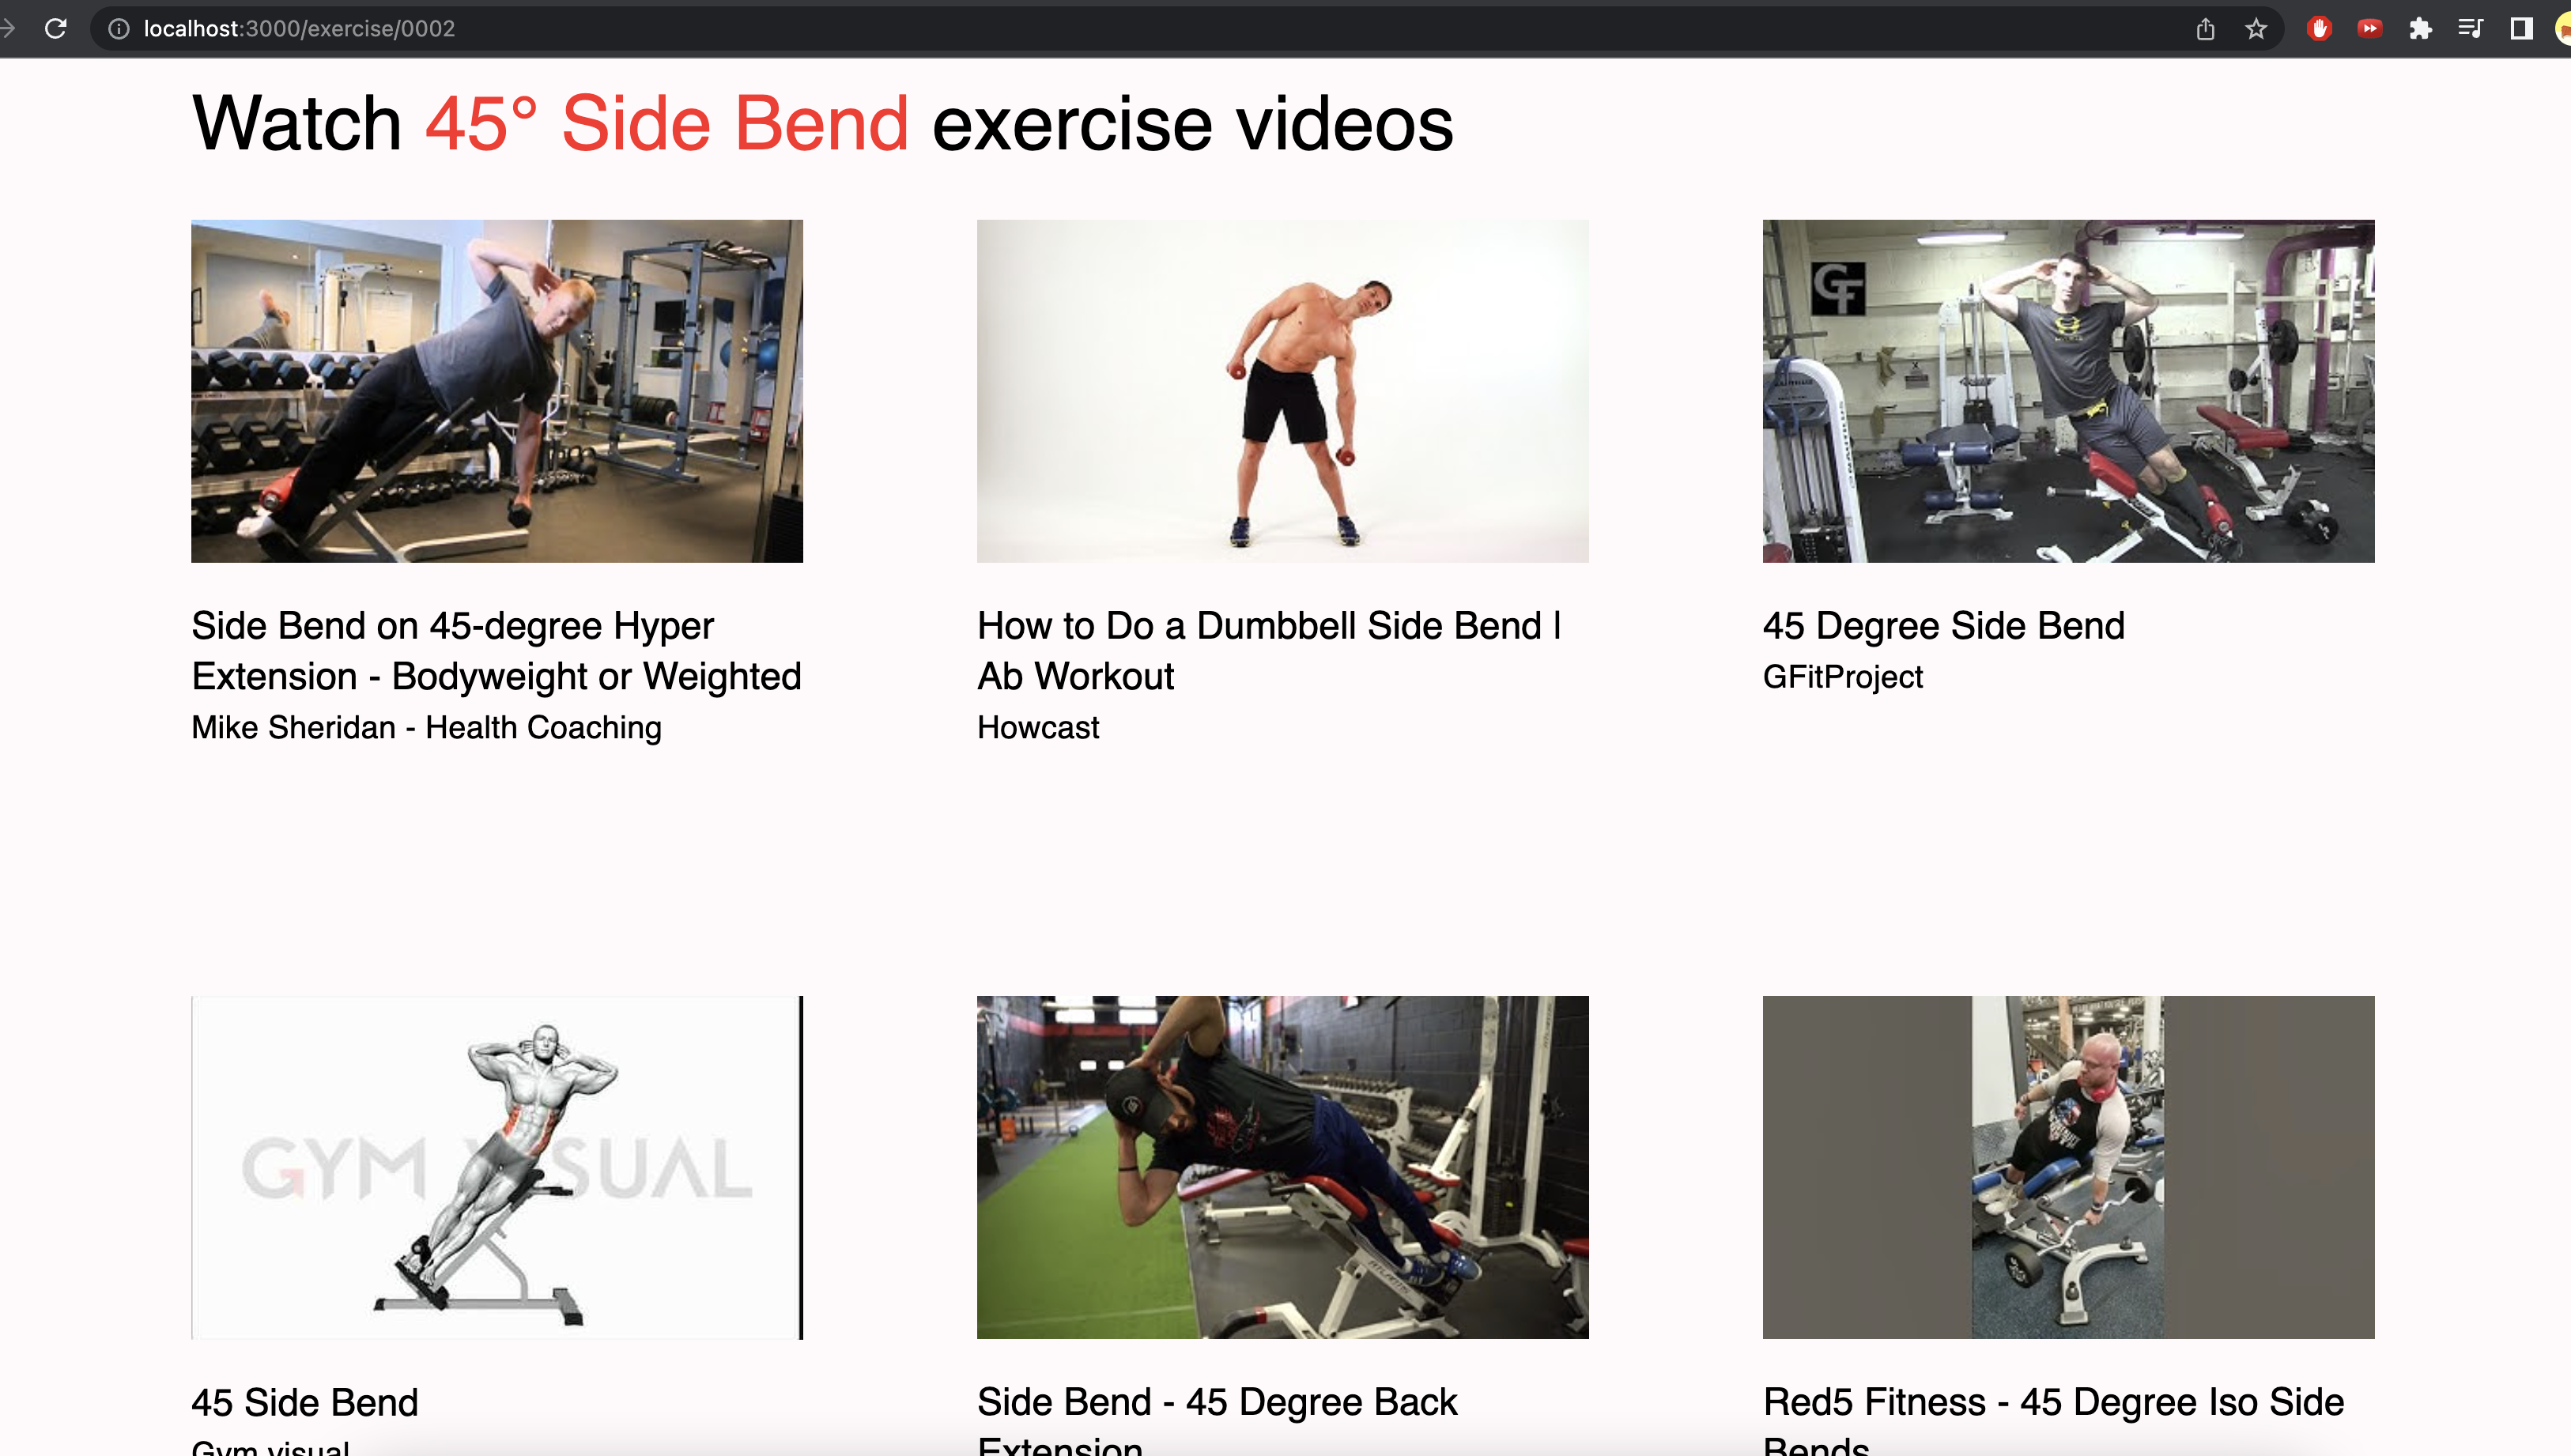 localhost:3000/exercise/0002
Watch 45° Side Bend exercise videos
GF
Side Bend on 45-degree Hyper
Extension - Bodyweight or Weighted
Mike Sheridan - Health Coaching
How to Do a Dumbbell Side Bend |
Ab Workout
Howcast
45 Degree Side Bend
GFitProject
GYM VISUAL
45 Side Bend
Gym visual
Side Bend - 45 Degree Back
Extension
Red5 Fitness - 45 Degree Iso Side
Bends